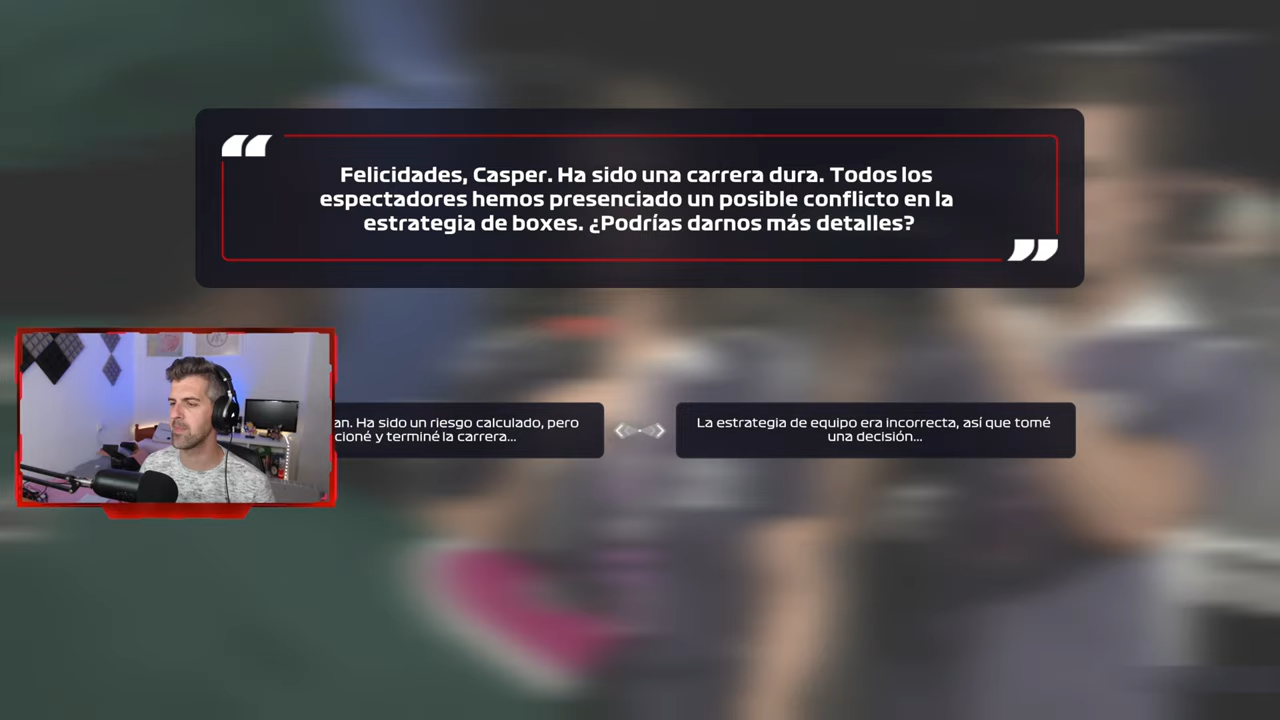 Felicidades, Casper. Ha sido una carrera dura. Todos los
espectadores hemos presenciado un posible conflicto en la
estrategia de boxes. ¿Podrías darnos más detalles?
Ha sido un riesgo calculado, pero
y terminé la carrera...
La estrategia de equipo era incorrecta, así que tomé
una decisión...